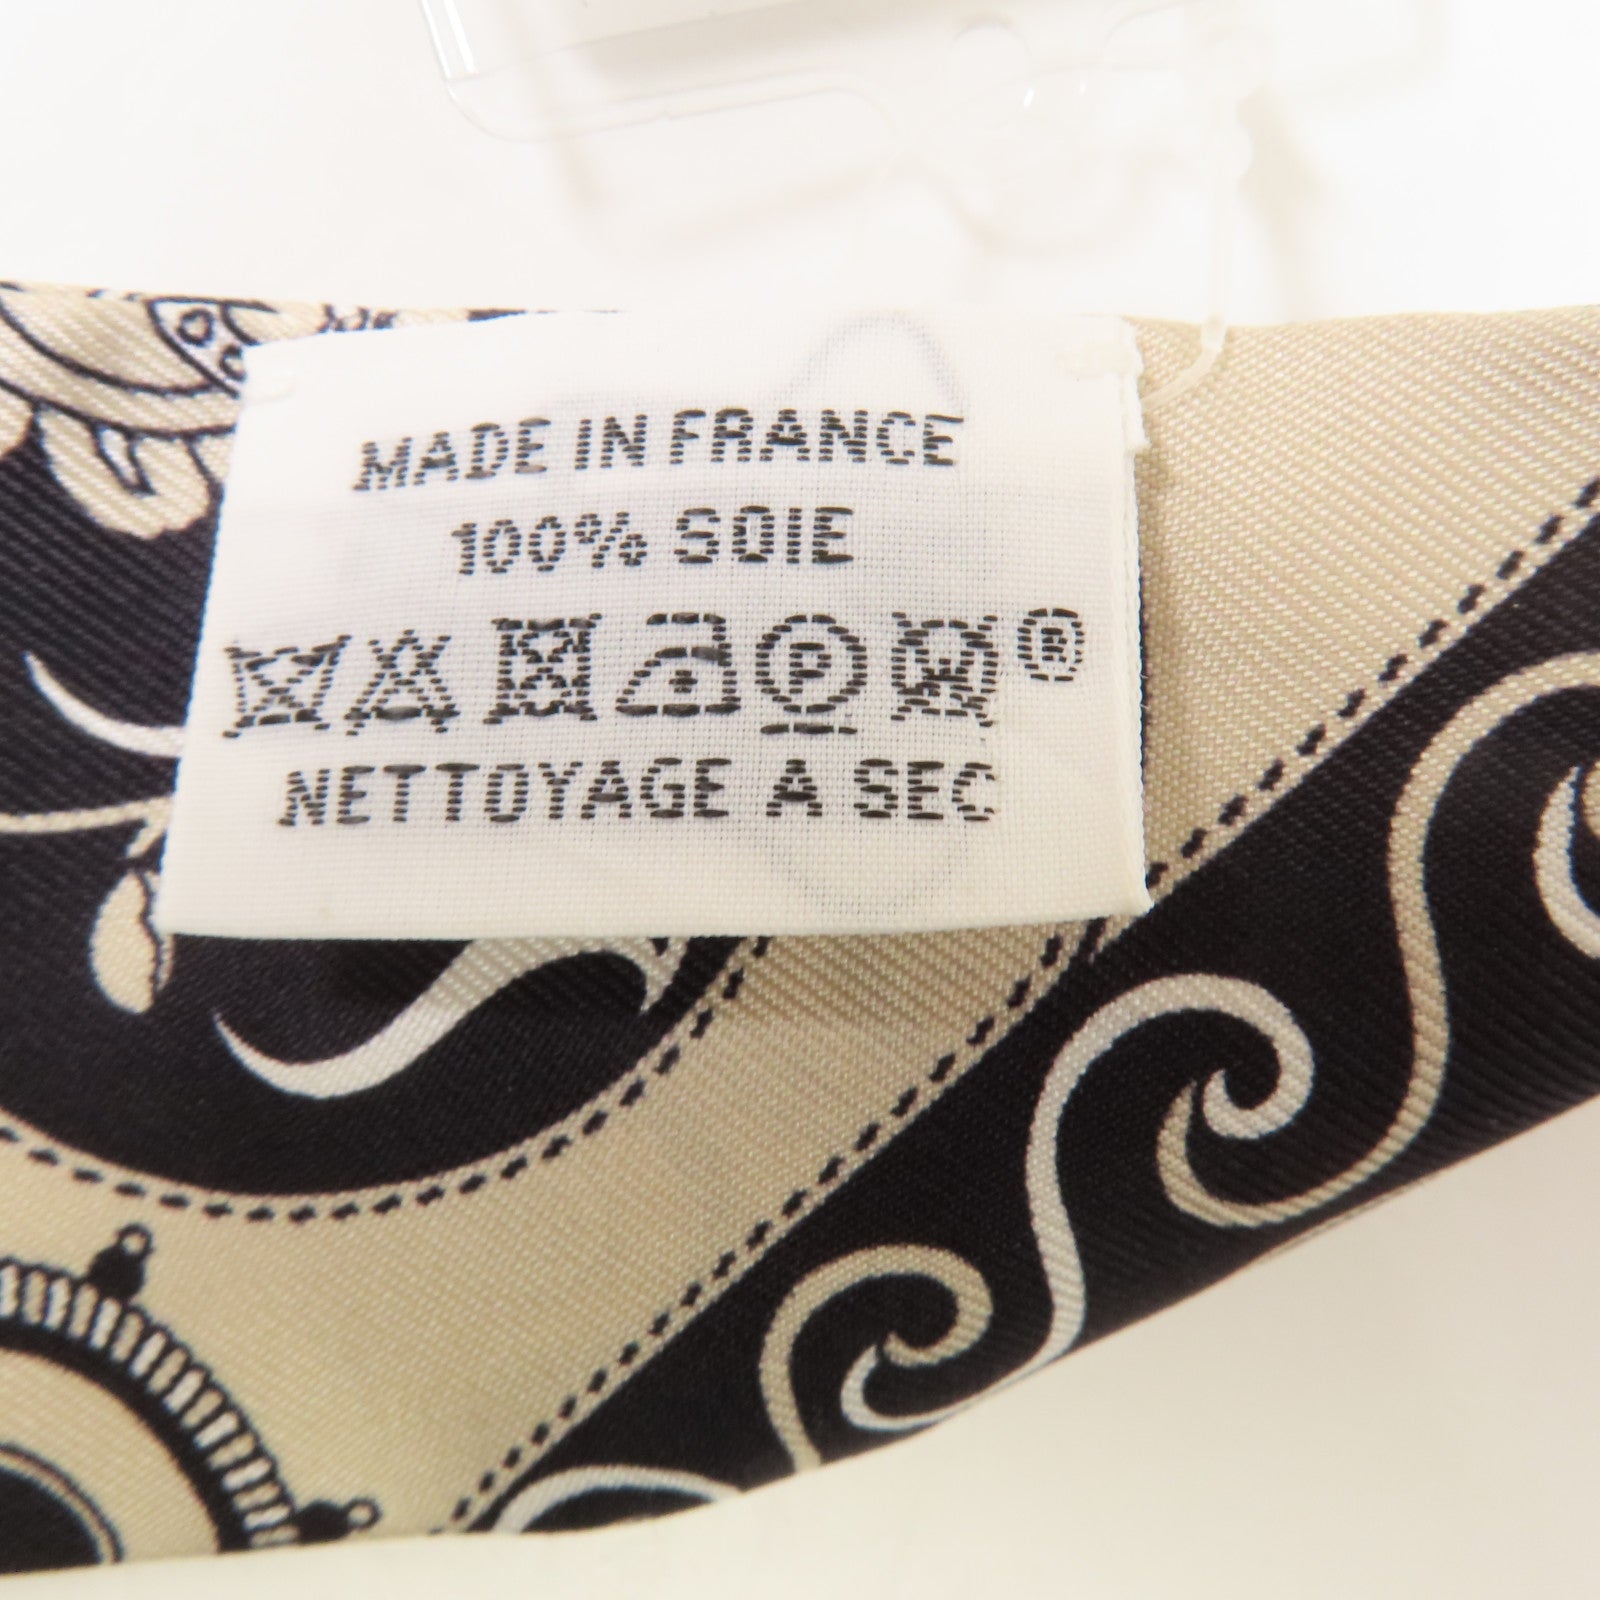 MADE IN FRANCE
100% SOIE
P ®
NETTOYAGE A SEC